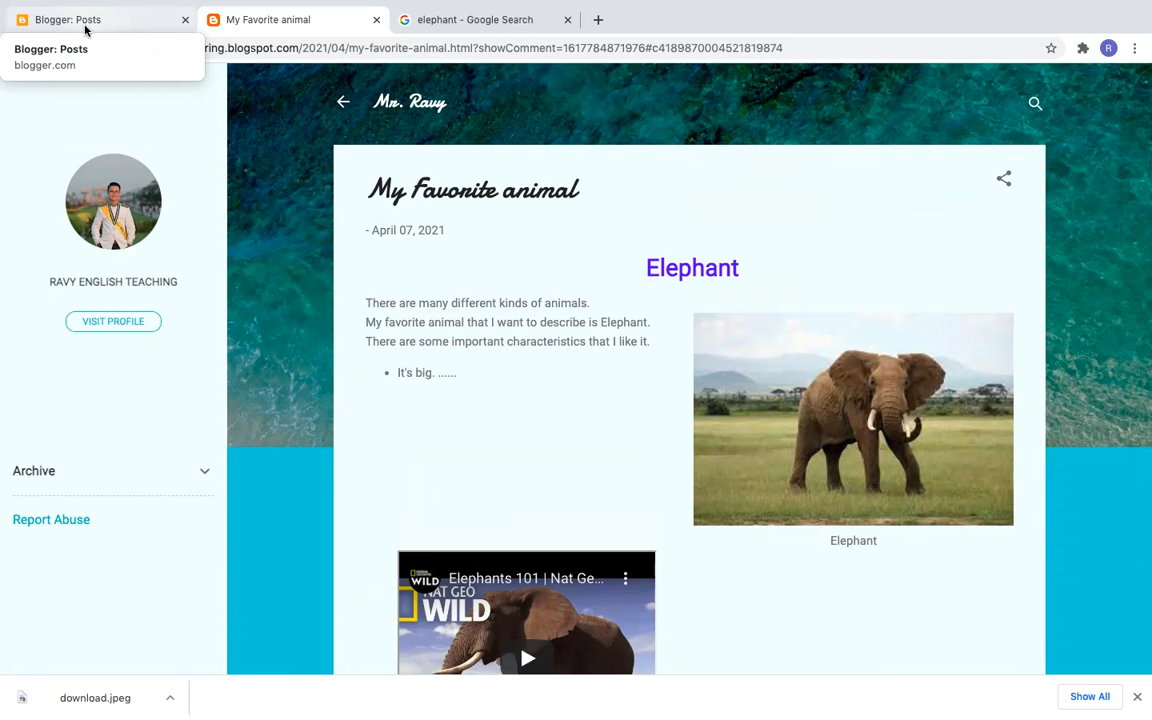 Blogger: Posts
My Favorite animal
elephant - Google Search
Blogger: Posts
blogger.com
ring.blogspot.com/2021/04/my-favorite-animal.html?showComment=1617784871976#c4189870004521819874
R
Mr. Ravy
My Favorite animal
- April 07, 2021
Elephant
There are many different kinds of animals.
My favorite animal that I want to describe is Elephant.
There are some important characteristics that I like it.
It's big. ......
Elephant
RAVY ENGLISH TEACHING
VISIT PROFILE
Archive
Report Abuse
Elephants 101 | Nat Ge...
WILD
NAT GEO
WILD
download.jpeg
Show All